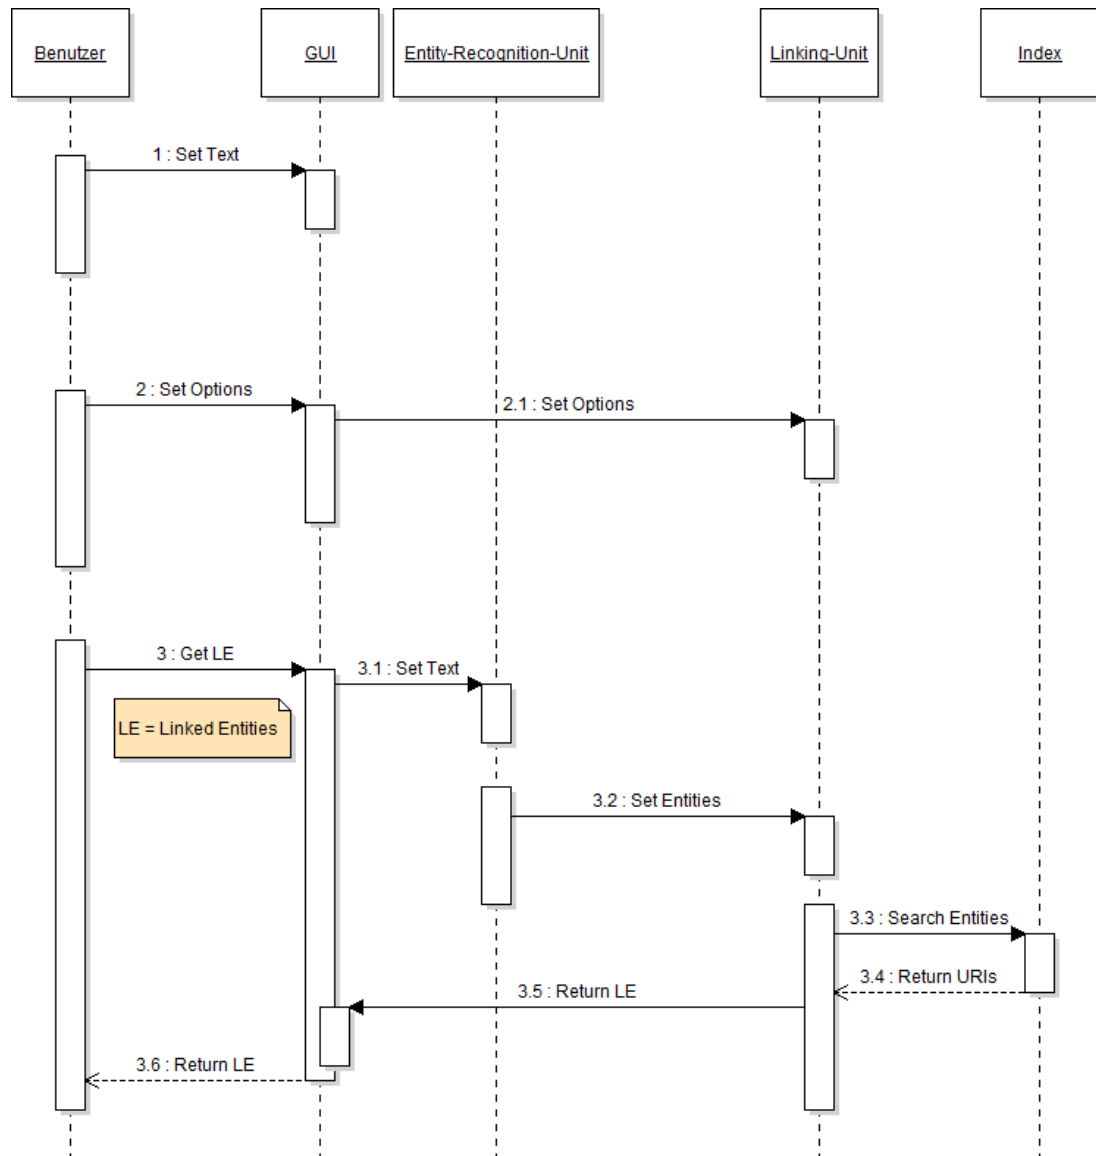 Benutzer
GUI
Entity-Recognition-Unit
Linking-Unit
Index
1 : Set Text
2 : Set Options
2.1 : Set Options
3 : Get LE
3.1 : Set Text
LE = Linked Entities
3.2 : Set Entities
3.3 : Search Entities
3.4 : Return URIs
3.5 : Return LE
3.6 : Return LE